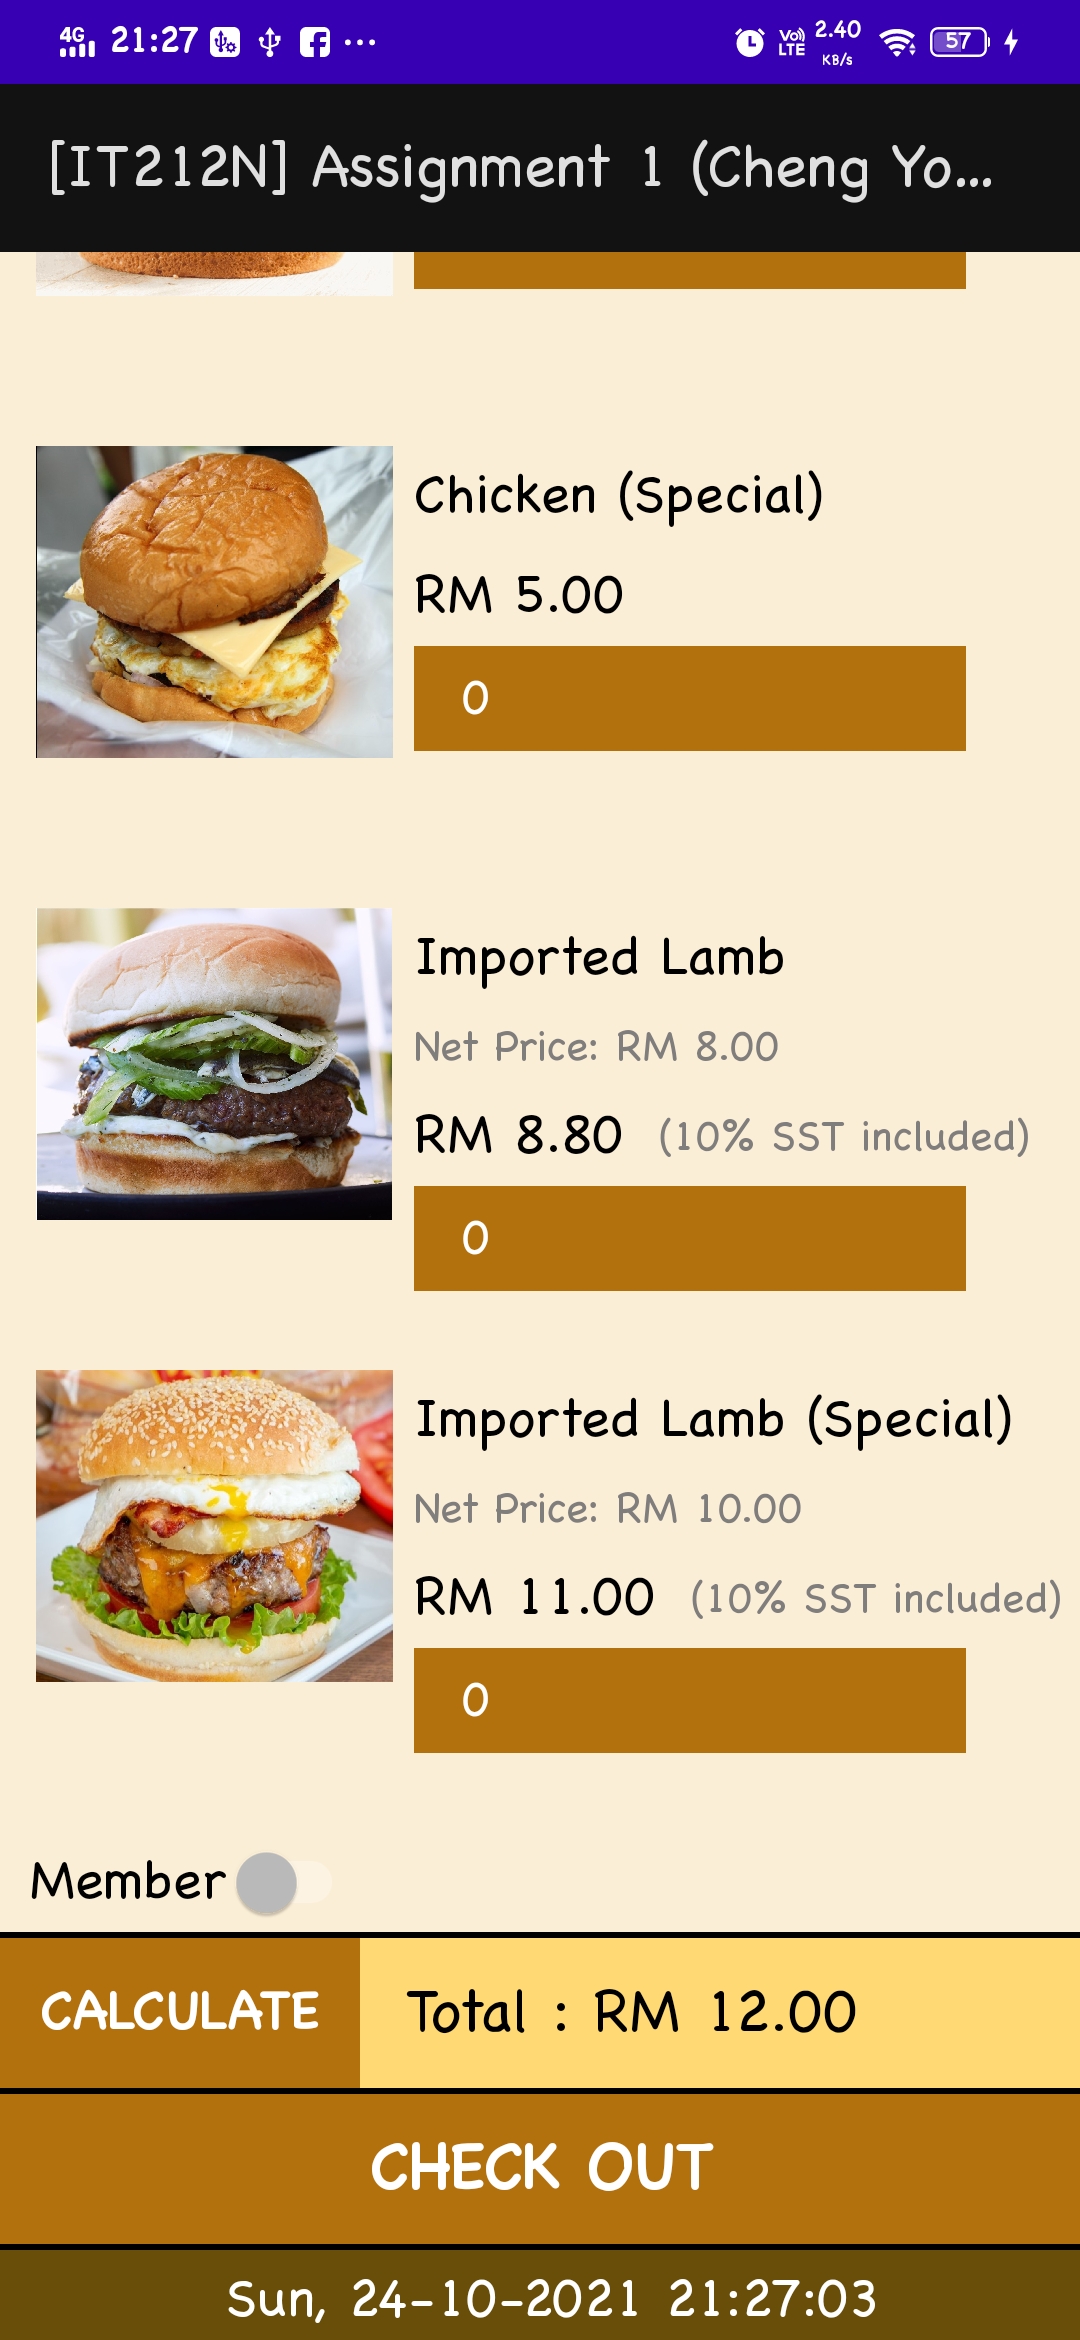 4G 21:27 ... Vo) LTE 2.40 KB/s 57
[IT212N] Assignment 1 (Cheng Yo...
Chicken (Special)
RM 5.00
0
Imported Lamb
Net Price: RM 8.00
RM 8.80 (10% SST included)
0
Imported Lamb (Special)
Net Price: RM 10.00
RM 11.00 (10% SST included)
0
Member
CALCULATE Total : RM 12.00
CHECK OUT
Sun, 24-10-2021 21:27:03